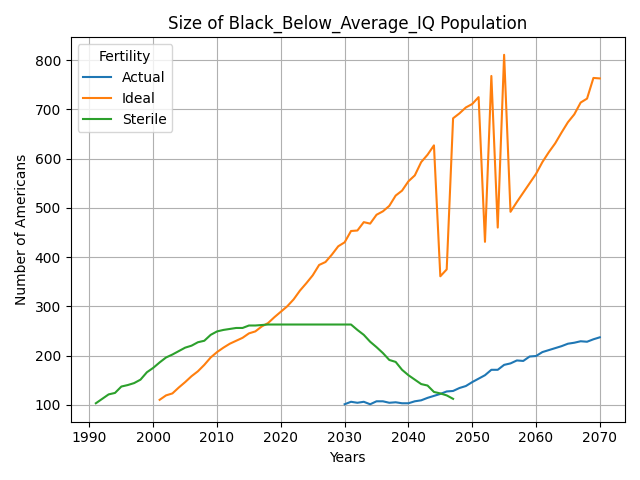 Size of Black_Below_Average_IQ Population
Fertility
Actual
Ideal
Sterile
Number of Americans
800
700
600
500
400
300
200
100
1990 2000 2010 2020 2030 2040 2050 2060 2070
Years